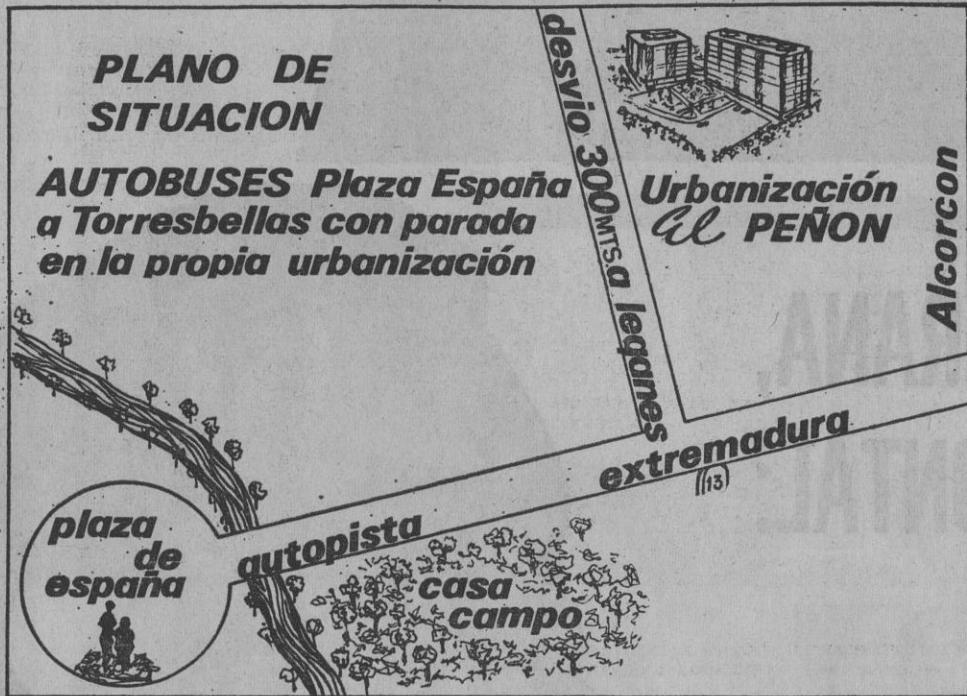 PLANO DE
SITUACION
AUTOBUSES Plaza España
a Torresbellas con parada
en la propia urbanización
desvio 300 MTS. a leganes
Urbanización
El PEÑON
Alcorcon
autopista extremadura
13
plaza
de
españa
casa
campo